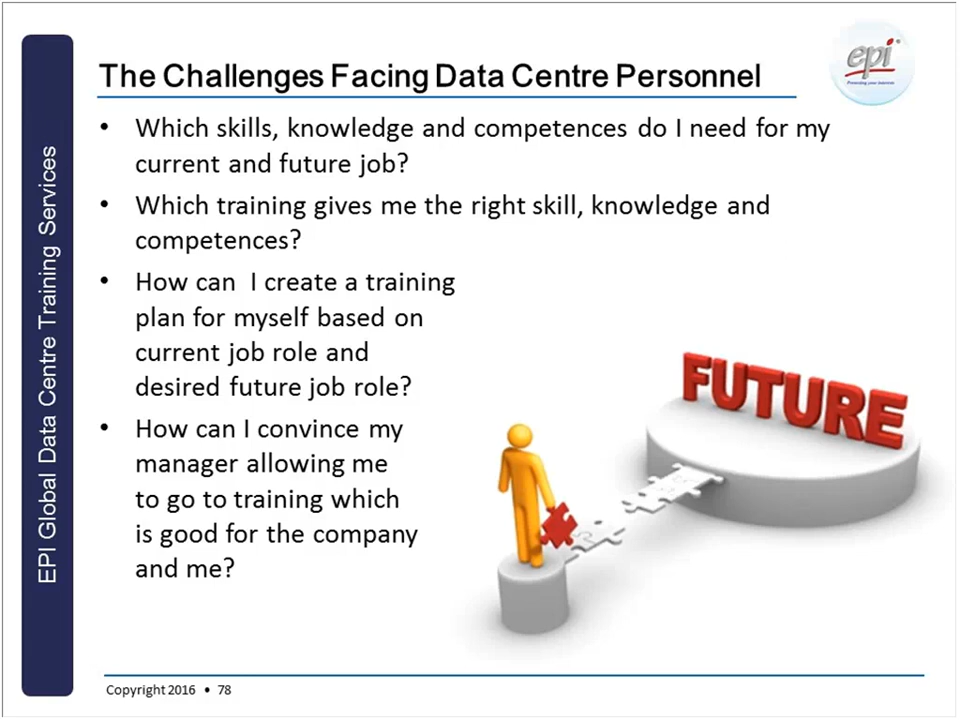 EPI Global Data Centre Training Services
The Challenges Facing Data Centre Personnel
epi
• Which skills, knowledge and competences do I need for my
current and future job?
• Which training gives me the right skill, knowledge and
competences?
• How can I create a training
plan for myself based on
current job role and
desired future job role?
• How can I convince my
manager allowing me
to go to training which
is good for the company
and me?
FUTURE
Copyright 2016 • 78